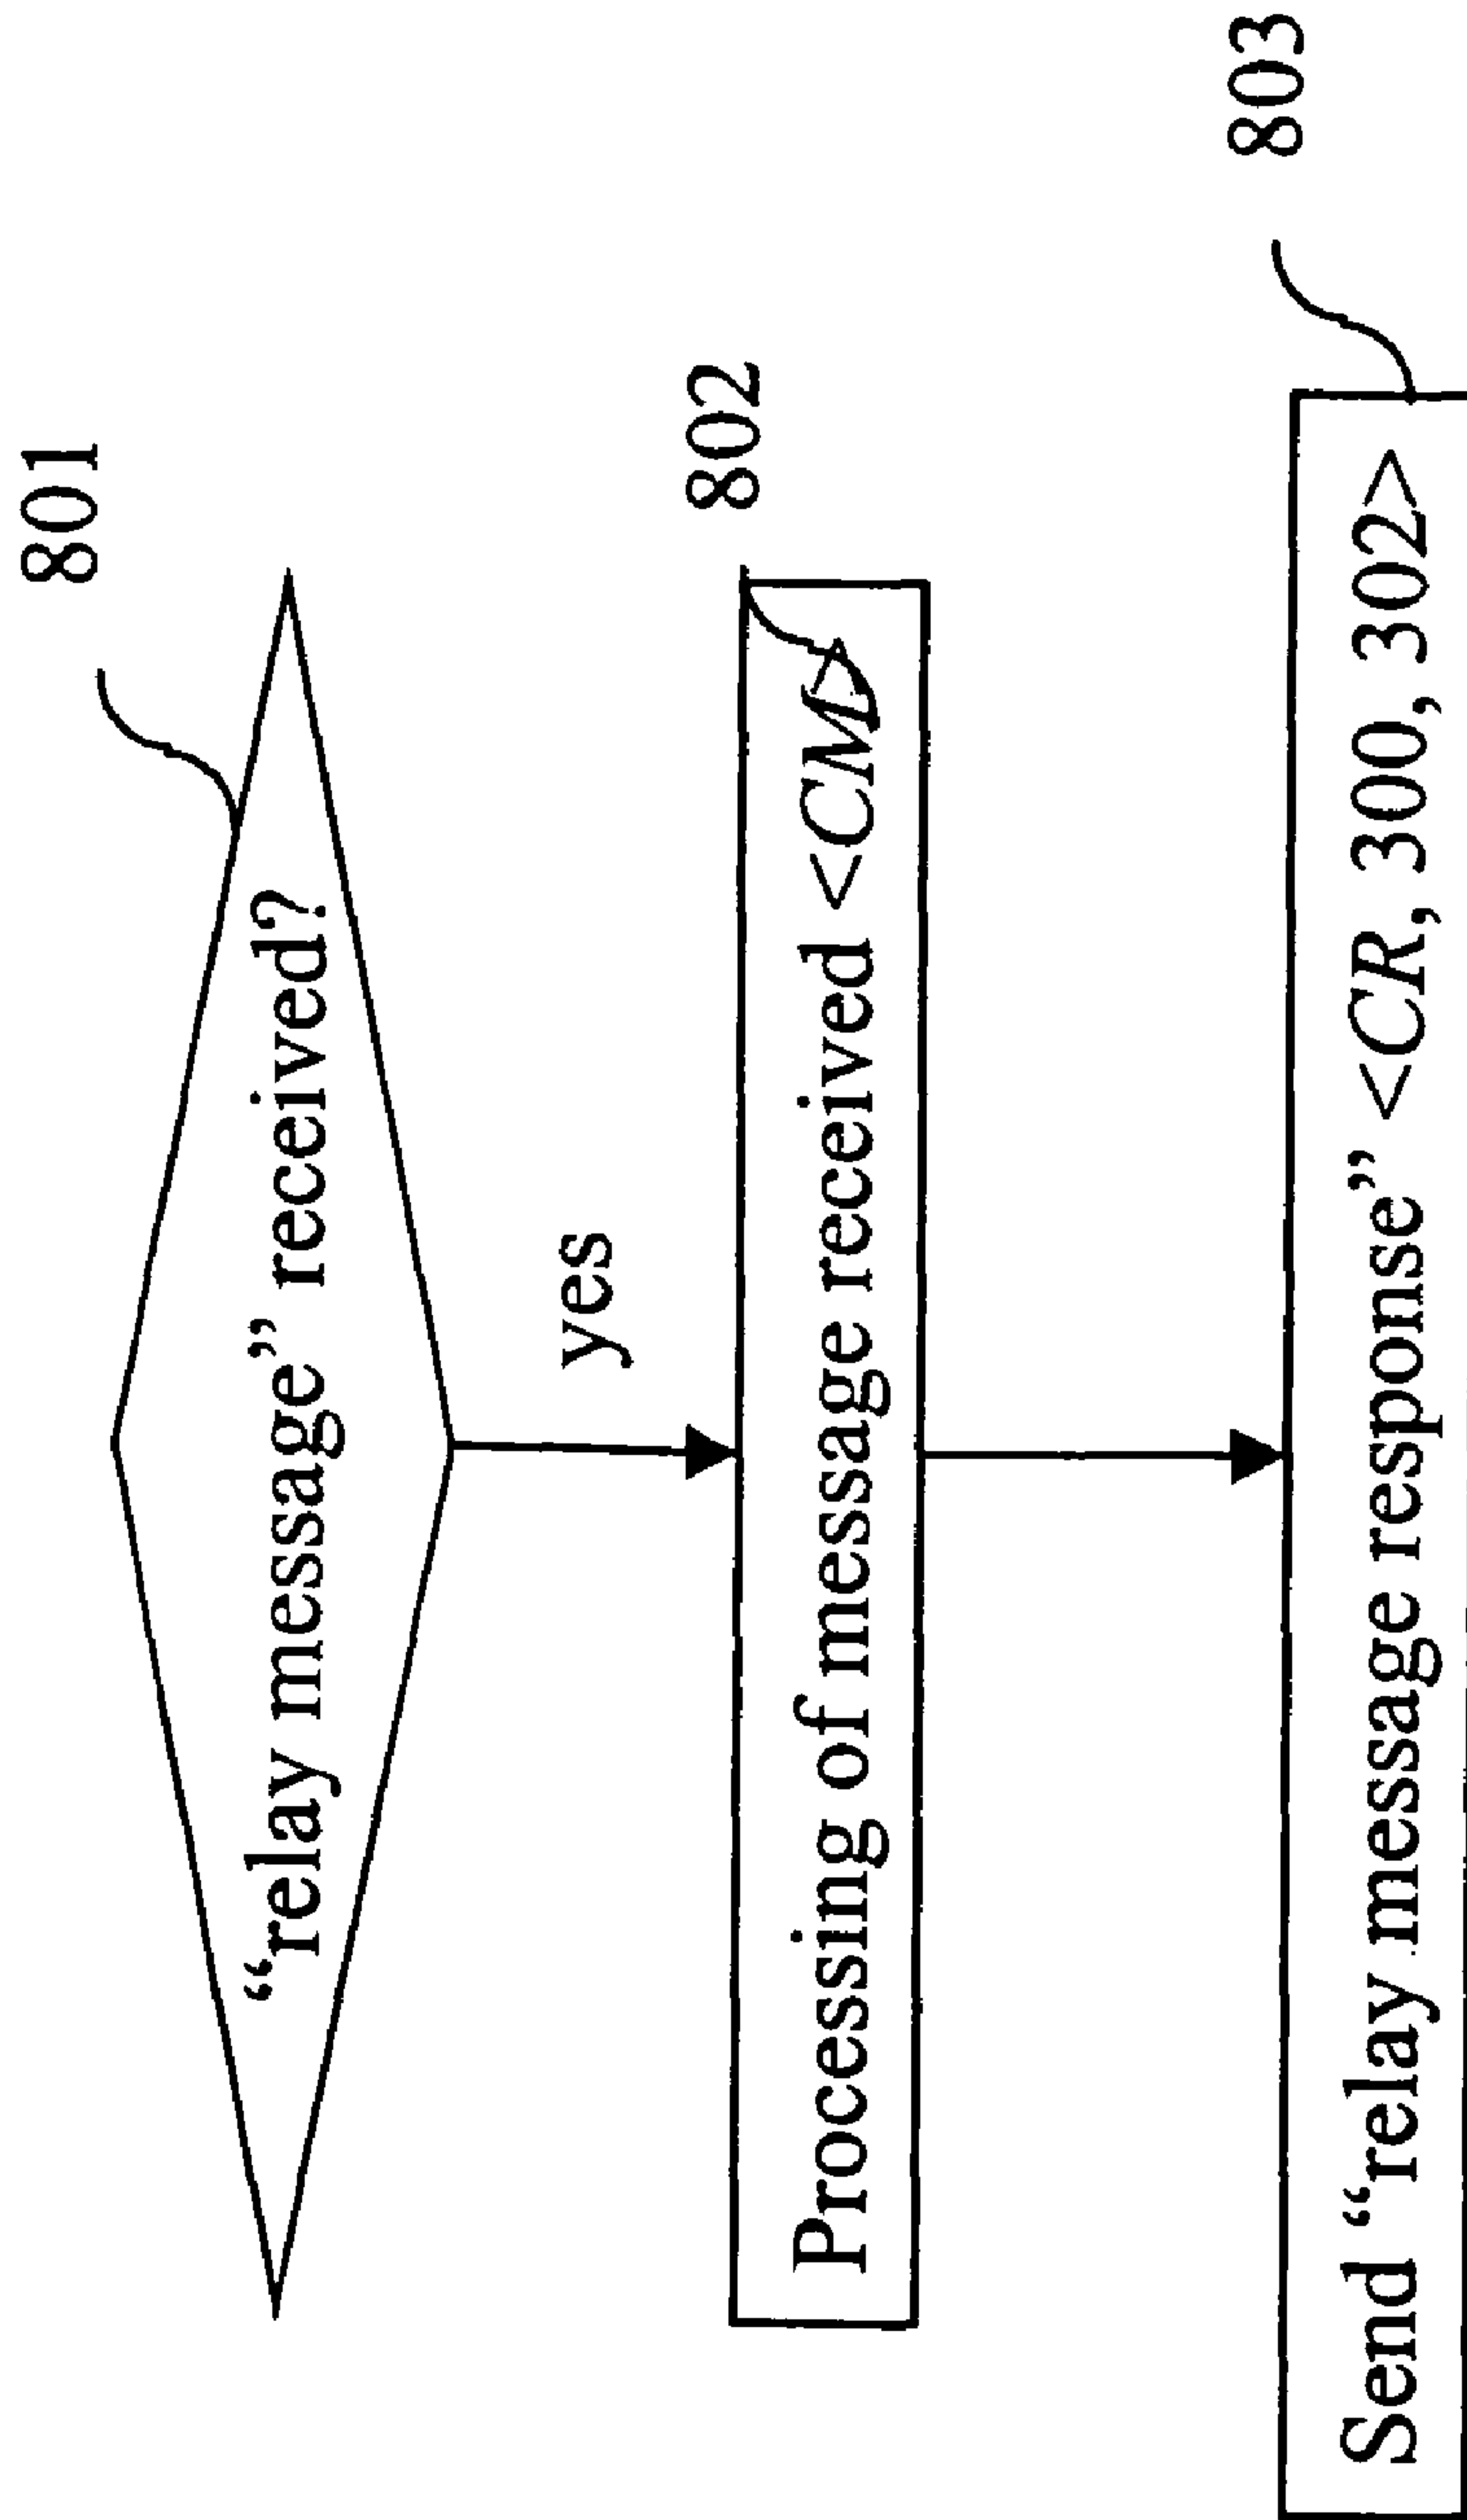 801
“relay message” received?
yes
802
Processing of message received <CM>
803
Send “relay message response” <CR, 300, 302>